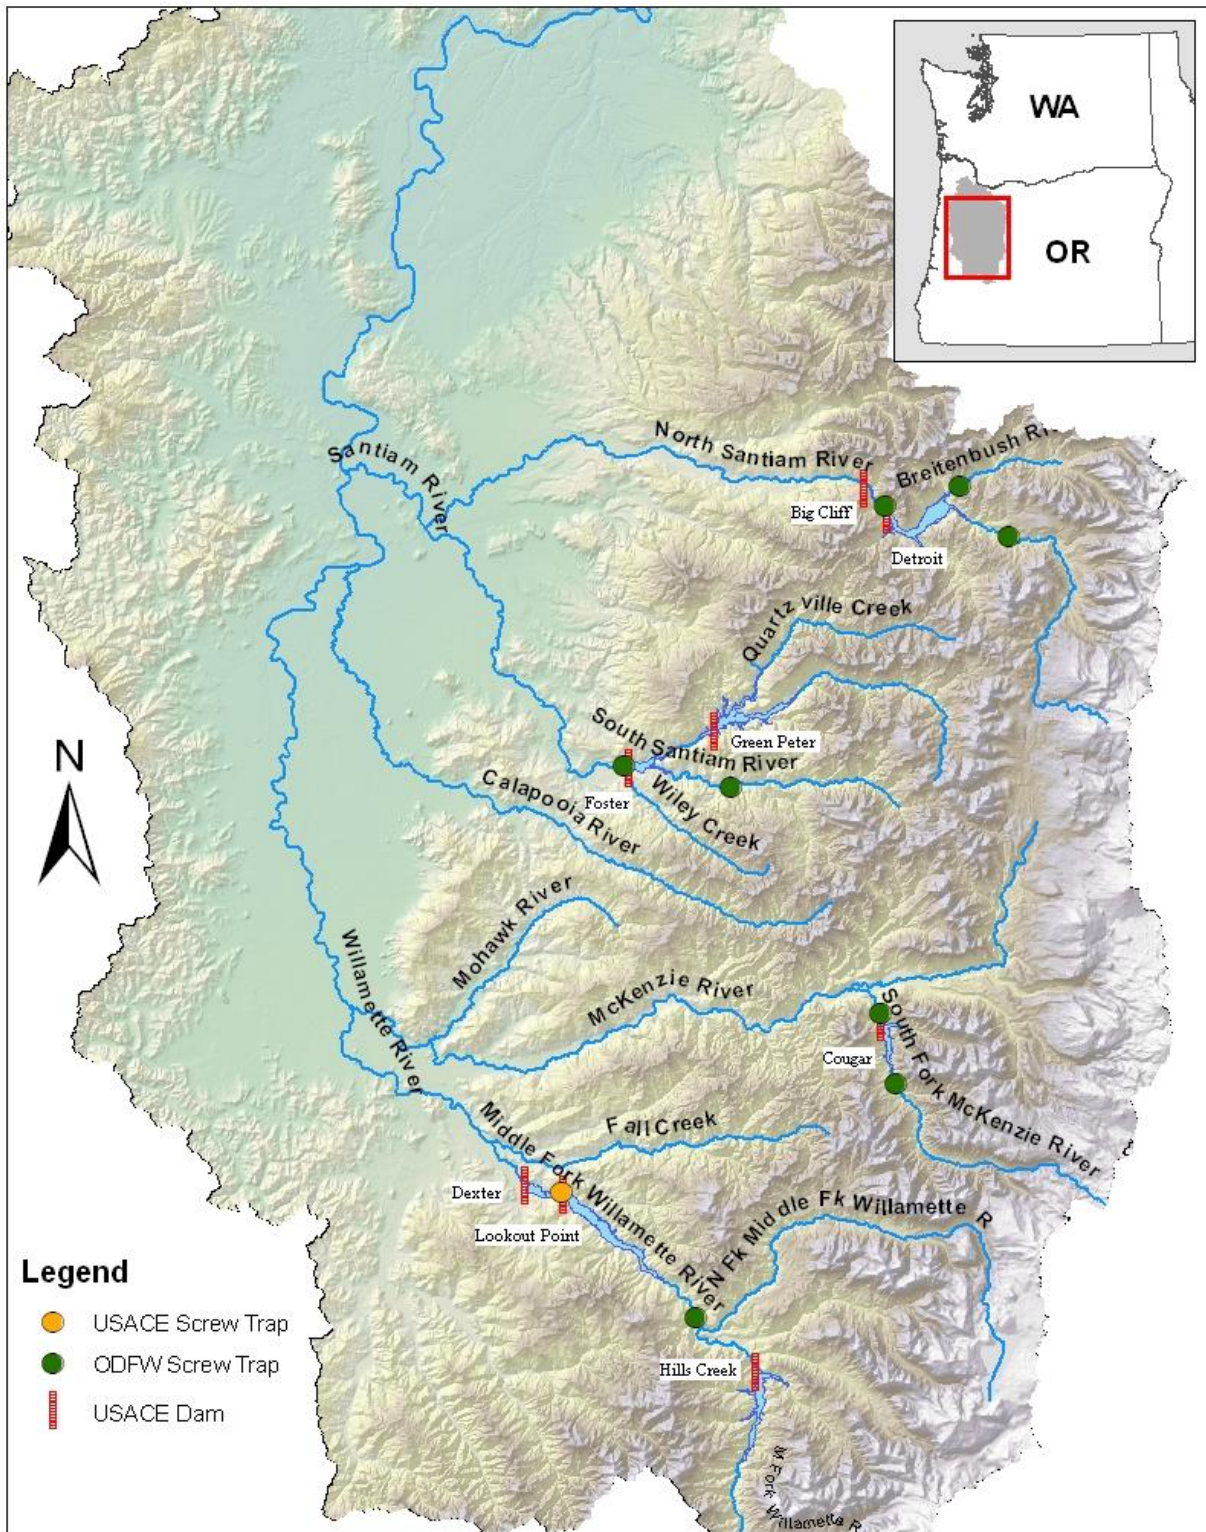 WA
OR
Santiam River
North Santiam River
Breitenbush Ri
Big Cliff
Detroit
Quartzville Creek
South Santiam River
Green Peter
Foster
Wiley Creek
Calapooia River
N
Mohawk River
Willamette River
McKenzie River
South Fork McKenzie River
Cougar
Fall Creek
Middle Fork Willamette River
Dexter
Lookout Point
N Fk Middle Fk Willamette R
Hills Creek
M Fork Willamette R
Legend
USACE Screw Trap
ODFW Screw Trap
USACE Dam